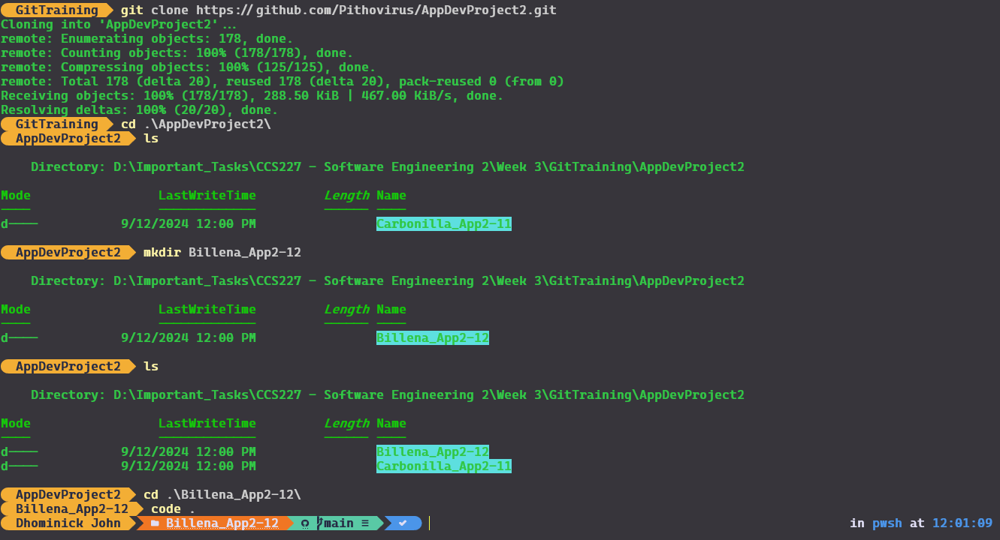 GitTraining git clone https://github.com/Pithovirus/AppDevProject2.git
Cloning into 'AppDevProject2'...
remote: Enumerating objects: 178, done.
remote: Counting objects: 100% (178/178), done.
remote: Compressing objects: 100% (125/125), done.
remote: Total 178 (delta 20), reused 178 (delta 20), pack-reused 0 (from 0)
Receiving objects: 100% (178/178), 288.50 KiB | 467.00 KiB/s, done.
Resolving deltas: 100% (20/20), done.
GitTraining cd .\AppDevProject2\
AppDevProject2 ls
Directory: D:\Important_Tasks\CCS227 - Software Engineering 2\Week 3\GitTraining\AppDevProject2
Mode LastWriteTime Length Name
---- ------------- ------ ----
d---- 9/12/2024 12:00 PM Carbonilla_App2-11
AppDevProject2 mkdir Billena_App2-12
Directory: D:\Important_Tasks\CCS227 - Software Engineering 2\Week 3\GitTraining\AppDevProject2
Mode LastWriteTime Length Name
---- ------------- ------ ----
d---- 9/12/2024 12:00 PM Billena_App2-12
AppDevProject2 ls
Directory: D:\Important_Tasks\CCS227 - Software Engineering 2\Week 3\GitTraining\AppDevProject2
Mode LastWriteTime Length Name
---- ------------- ------ ----
d---- 9/12/2024 12:00 PM Billena_App2-12
d---- 9/12/2024 12:00 PM Carbonilla_App2-11
AppDevProject2 cd .\Billena_App2-12\
Billena_App2-12 code .
Dhominick John Billena_App2-12 main ≡ in pwsh at 12:01:09